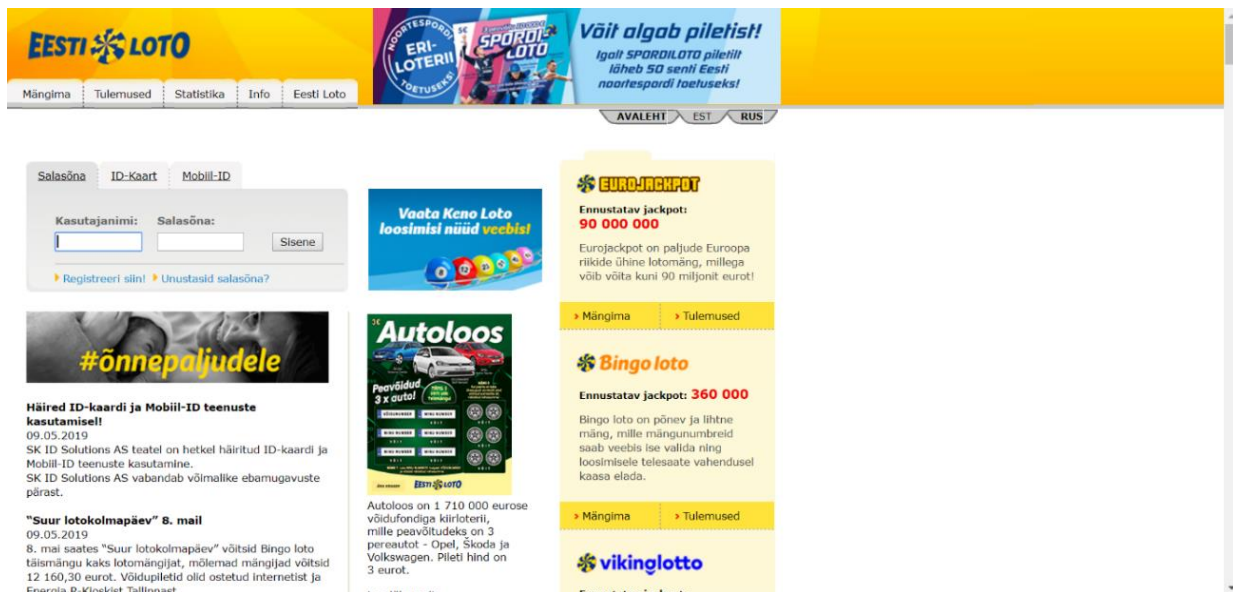 EESTI LOTO
NOORTESPORDI
ERI-
LOTERII
TOETUSEKS!
5€
SPORDI
LOTO
Võit algab piletist!
Igalt SPORDILOTO piletilt
läheb 50 senti Eesti
noortespordi toetuseks!
Mängima Tulemused Statistika Info Eesti Loto
AVALEHT EST RUS
Salasõna ID-Kaart Mobiil-ID
Kasutajanimi: Salasõna:
Sisene
Registreeri siin! Unustasid salasõna?
#õnnepaljudele
Häired ID-kaardi ja Mobiil-ID teenuste
kasutamisel!
09.05.2019
SK ID Solutions AS teatel on hetkel häiritud ID-kaardi ja
Mobiil-ID teenuste kasutamine.
SK ID Solutions AS vabandab võimalike ebamugavuste
pärast.
"Suur lotokolmapäev" 8. mail
09.05.2019
8. mai saates "Suur lotokolmapäev" võitsid Bingo loto
täismängu kaks lotomängijat, mõlemad mängijad võitsid
12 160,30 eurot. Võidupiletid olid ostetud internetist ja
Energia R-Kioskist Tallinnast.
Vaata Keno Loto
loosimisi nüüd veebis!
3€
Autoloos
Peavõidud
3 x auto!
EESTI LOTO
Autoloos on 1 710 000 eurose
võidufondiga kiirloterii,
mille peavõitudeks on 3
pereautot - Opel, Škoda ja
Volkswagen. Pileti hind on
3 eurot.
EUROJACKPOT
Ennustatav jackpot:
90 000 000
Eurojackpot on paljude Euroopa
riikide ühine lotomäng, millega
võib võita kuni 90 miljonit eurot!
Mängima Tulemused
Bingo loto
Ennustatav jackpot: 360 000
Bingo loto on põnev ja lihtne
mäng, mille mängunumbreid
saab veebis ise valida ning
loosimisele telesaate vahendusel
kaasa elada.
Mängima Tulemused
vikinglotto